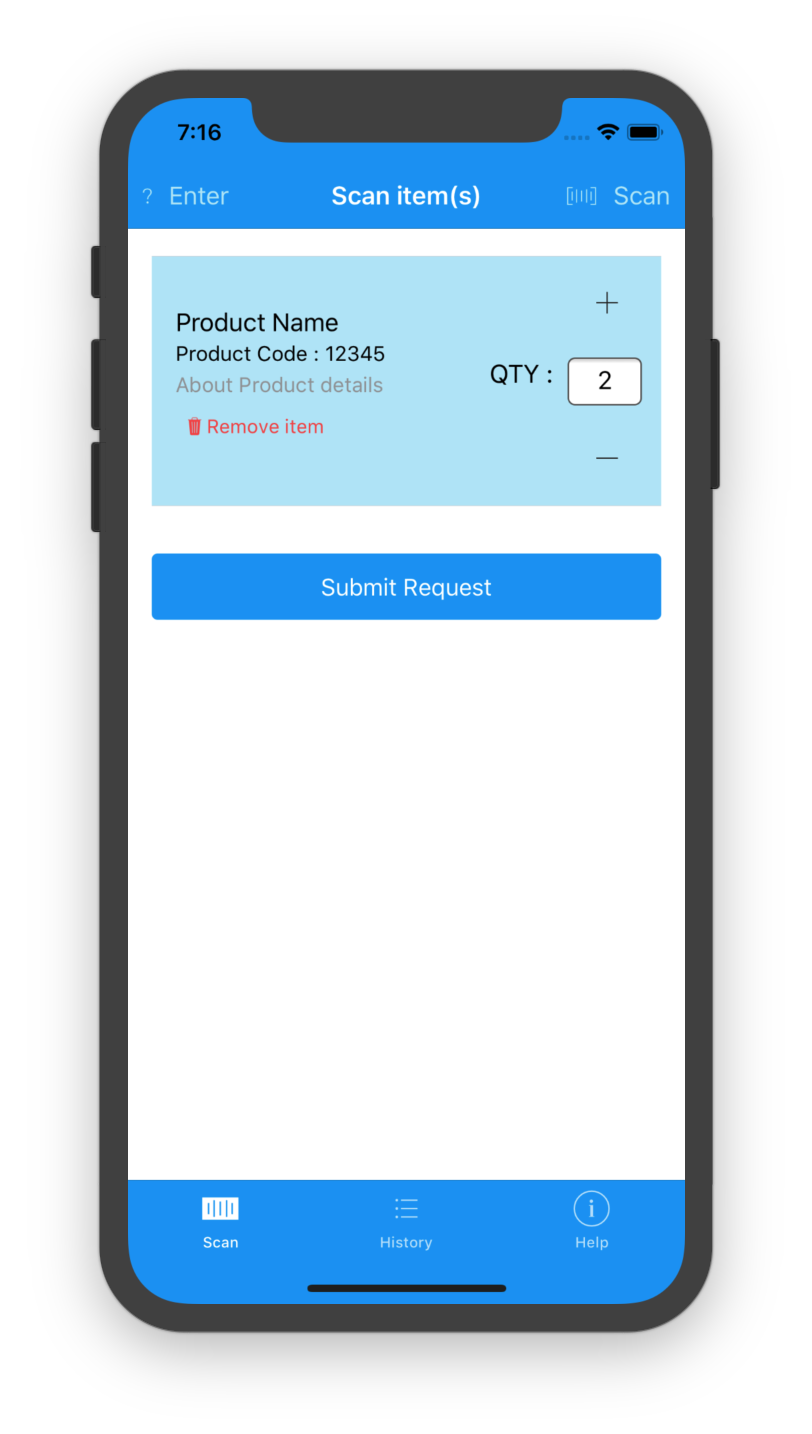 7:16
? Enter
Scan item(s)
Scan
+
Product Name
Product Code : 12345
QTY :
2
About Product details
Remove item
—
Submit Request
Scan
History
i
Help